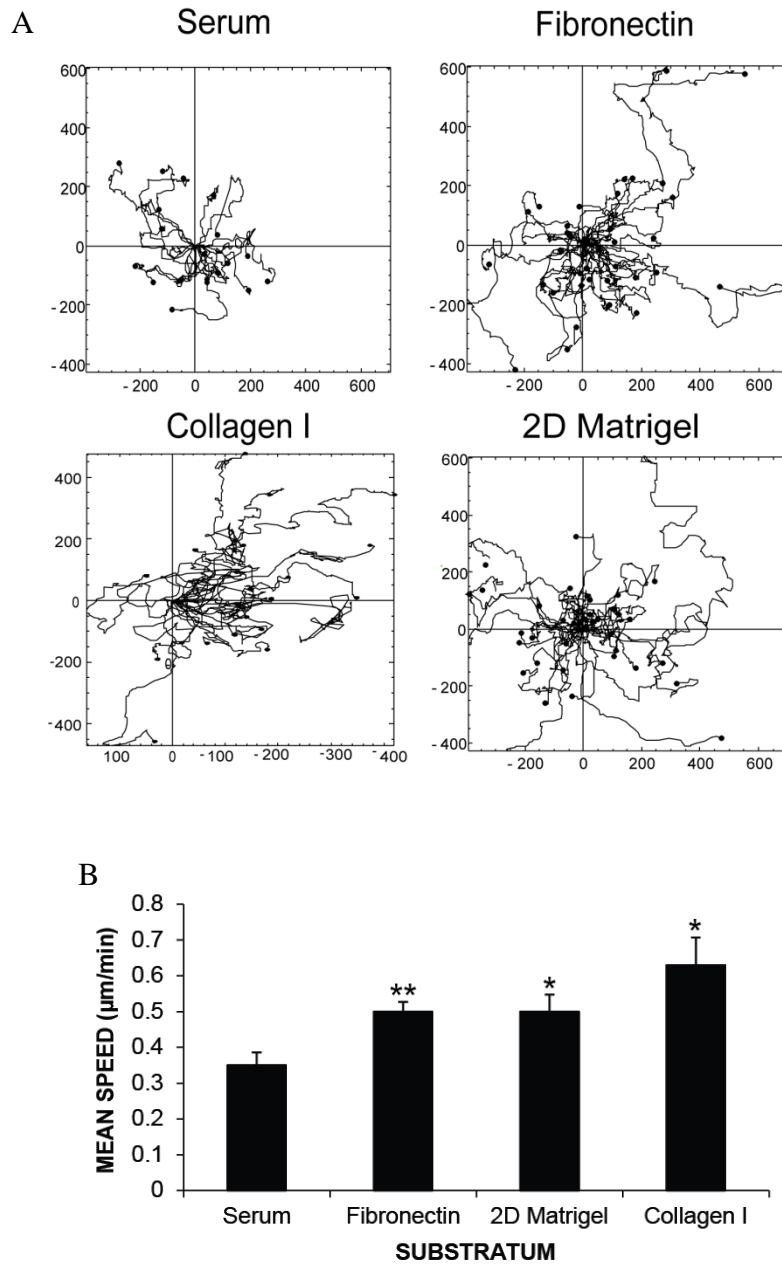 A
Serum Fibronectin
600
400
200
0
- 200
- 400
- 200 0 200 400 600
600
400
200
0
- 200
- 400
- 200 0 200 400 600
Collagen I 2D Matrigel
400
200
0
-200
-400
100 0 -100 -200 -300 400
600
400
200
0
- 200
- 400
- 200 0 200 400 600
B
MEAN SPEED (µm/min)
0.8
0.7
0.6
0.5
0.4
0.3
0.2
0.1
0
** * *
Serum Fibronectin 2D Matrigel Collagen I
SUBSTRATUM